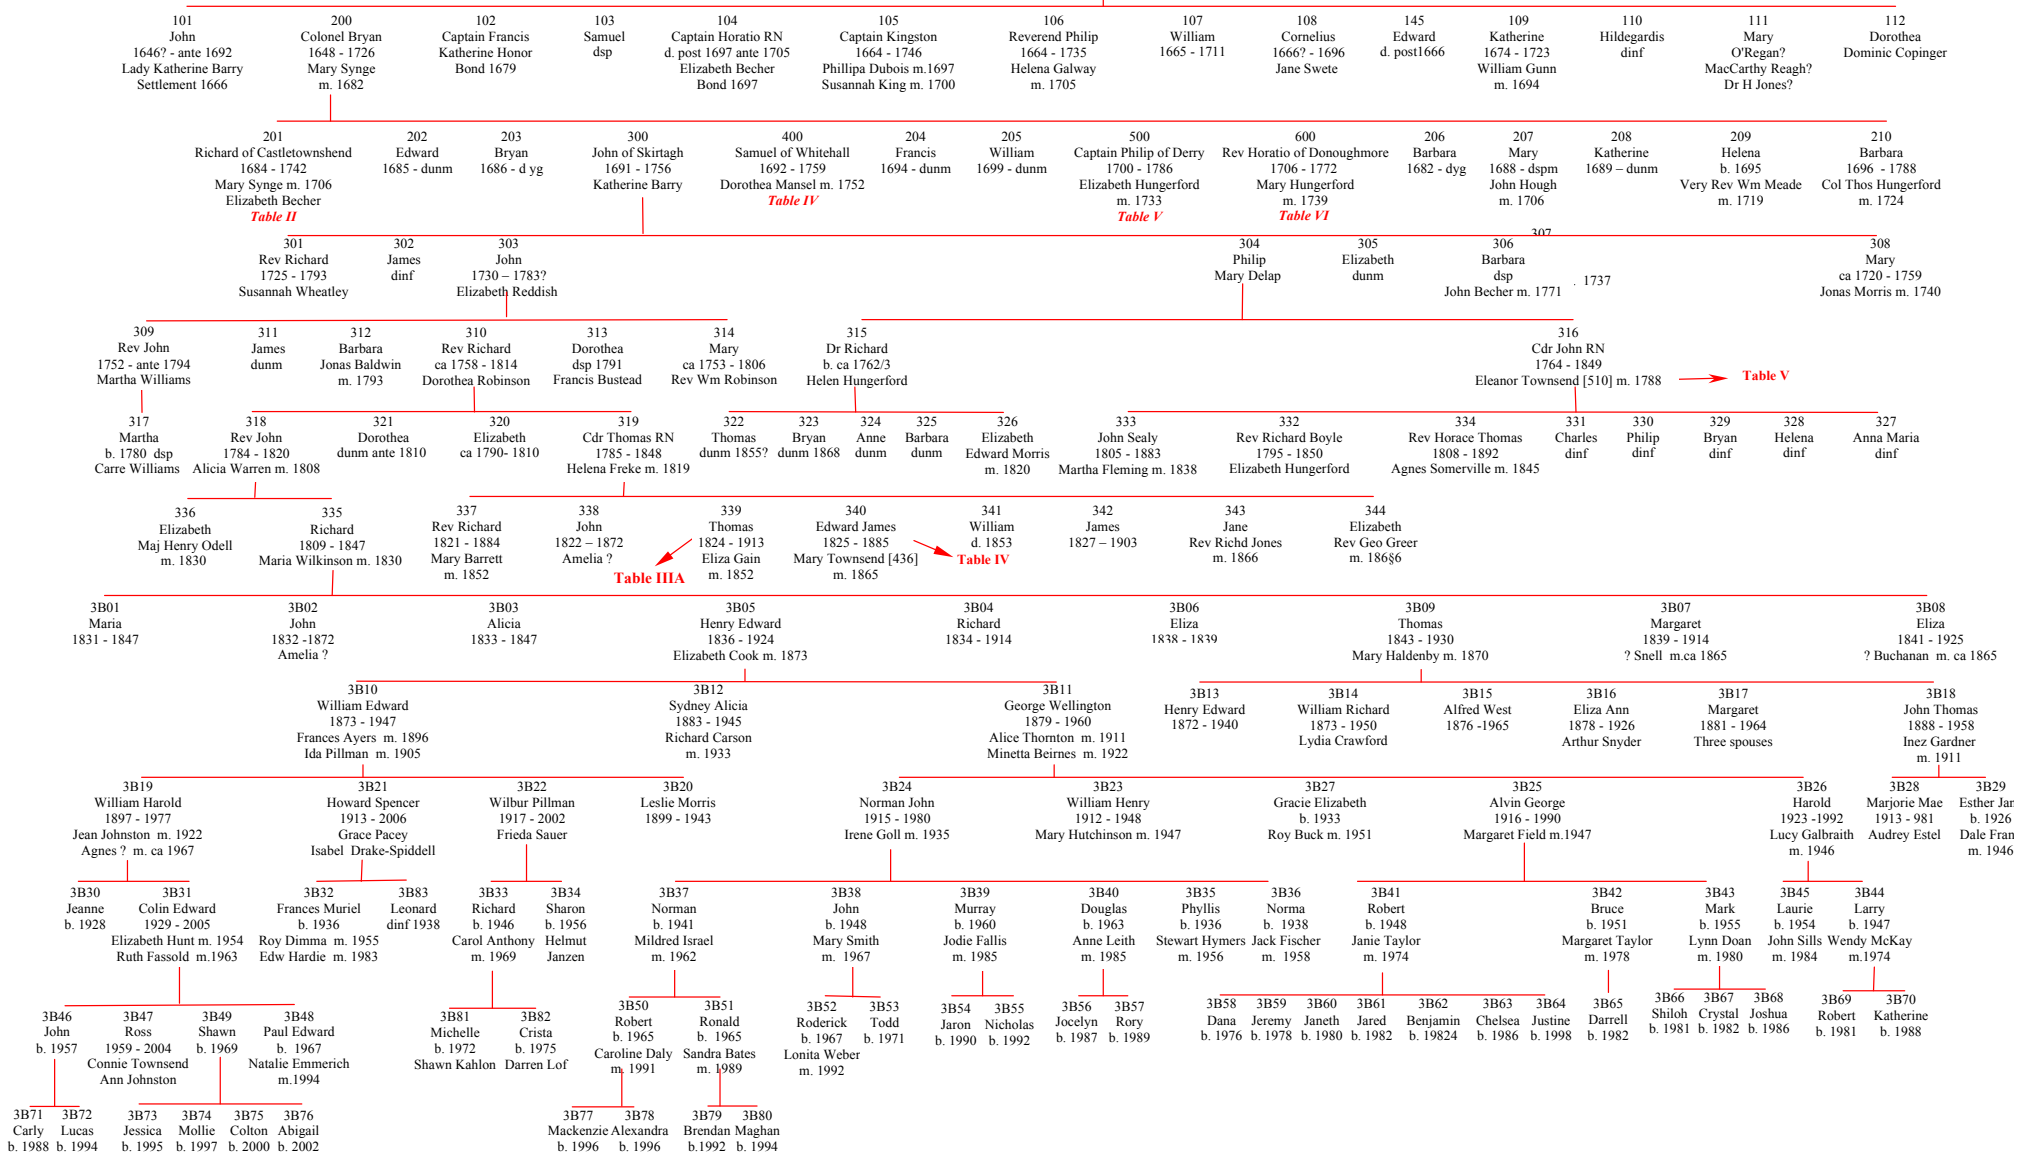 101
John
1646? - ante 1692
Lady Katherine Barry
Settlement 1666
200
Colonel Bryan
1648 - 1726
Mary Synge
m. 1682
102
Captain Francis
Katherine Honor
Bond 1679
103
Samuel
dsp
104
Captain Horatio RN
d. post 1697 ante 1705
Elizabeth Becher
Bond 1697
105
Captain Kingston
1664 - 1746
Phillipa Dubois m.1697
Susannah King m. 1700
106
Reverend Philip
1664 - 1735
Helena Galway
m. 1705
107
William
1665 - 1711
108
Cornelius
1666? - 1696
Jane Swete
145
Edward
d. post1666
109
Katherine
1674 - 1723
William Gunn
m. 1694
110
Hildegardis
dinf
111
Mary
O'Regan?
MacCarthy Reagh?
Dr H Jones?
112
Dorothea
Dominic Copinger
201
Richard of Castletownshend
1684 - 1742
Mary Synge m. 1706
Elizabeth Becher
Table II
202
Edward
1685 - dunm
203
Bryan
1686 - d yg
300
John of Skirtagh
1691 - 1756
Katherine Barry
400
Samuel of Whitehall
1692 - 1759
Dorothea Mansel m. 1752
Table IV
204
Francis
1694 - dunm
205
William
1699 - dunm
500
Captain Philip of Derry
1700 - 1786
Elizabeth Hungerford
m. 1733
Table V
600
Rev Horatio of Donoughmore
1706 - 1772
Mary Hungerford
m. 1739
Table VI
206
Barbara
1682 - dyg
207
Mary
1688 - dspm
John Hough
m. 1706
208
Katherine
1689 – dunm
209
Helena
b. 1695
Very Rev Wm Meade
m. 1719
210
Barbara
1696 - 1788
Col Thos Hungerford
m. 1724
301
Rev Richard
1725 - 1793
Susannah Wheatley
302
James
dinf
303
John
1730 – 1783?
Elizabeth Reddish
304
Philip
Mary Delap
305
Elizabeth
dunm
306
Barbara
dsp
John Becher m. 1771
307
. 1737
308
Mary
ca 1720 - 1759
Jonas Morris m. 1740
309
Rev John
1752 - ante 1794
Martha Williams
311
James
dunm
312
Barbara
Jonas Baldwin
m. 1793
310
Rev Richard
ca 1758 - 1814
Dorothea Robinson
313
Dorothea
dsp 1791
Francis Bustead
314
Mary
ca 1753 - 1806
Rev Wm Robinson
315
Dr Richard
b. ca 1762/3
Helen Hungerford
316
Cdr John RN
1764 - 1849
Eleanor Townsend [510] m. 1788
Table V
317
Martha
b. 1780 dsp
Carre Williams
318
Rev John
1784 - 1820
Alicia Warren m. 1808
321
Dorothea
dunm ante 1810
320
Elizabeth
ca 1790- 1810
319
Cdr Thomas RN
1785 - 1848
Helena Freke m. 1819
322
Thomas
dunm 1855?
323
Bryan
dunm 1868
324
Anne
dunm
325
Barbara
dunm
326
Elizabeth
Edward Morris
m. 1820
333
John Sealy
1805 - 1883
Martha Fleming m. 1838
332
Rev Richard Boyle
1795 - 1850
Elizabeth Hungerford
334
Rev Horace Thomas
1808 - 1892
Agnes Somerville m. 1845
331
Charles
dinf
330
Philip
dinf
329
Bryan
dinf
328
Helena
dinf
327
Anna Maria
dinf
336
Elizabeth
Maj Henry Odell
m. 1830
335
Richard
1809 - 1847
Maria Wilkinson m. 1830
337
Rev Richard
1821 - 1884
Mary Barrett
m. 1852
338
John
1822 – 1872
Amelia ?
339
Thomas
1824 - 1913
Eliza Gain
m. 1852
Table IIIA
340
Edward James
1825 - 1885
Mary Townsend [436]
m. 1865
Table IV
341
William
d. 1853
342
James
1827 – 1903
343
Jane
Rev Richd Jones
m. 1866
344
Elizabeth
Rev Geo Greer
m. 186§6
3B01
Maria
1831 - 1847
3B02
John
1832 -1872
Amelia ?
3B03
Alicia
1833 - 1847
3B05
Henry Edward
1836 - 1924
Elizabeth Cook m. 1873
3B04
Richard
1834 - 1914
3B06
Eliza
1838 - 1839
3B09
Thomas
1843 - 1930
Mary Haldenby m. 1870
3B07
Margaret
1839 - 1914
? Snell m.ca 1865
3B08
Eliza
1841 - 1925
? Buchanan m. ca 1865
3B10
William Edward
1873 - 1947
Frances Ayers m. 1896
Ida Pillman m. 1905
3B12
Sydney Alicia
1883 - 1945
Richard Carson
m. 1933
3B11
George Wellington
1879 - 1960
Alice Thornton m. 1911
Minetta Beirnes m. 1922
3B13
Henry Edward
1872 - 1940
3B14
William Richard
1873 - 1950
Lydia Crawford
3B15
Alfred West
1876 -1965
3B16
Eliza Ann
1878 - 1926
Arthur Snyder
3B17
Margaret
1881 - 1964
Three spouses
3B18
John Thomas
1888 - 1958
Inez Gardner
m. 1911
3B19
William Harold
1897 - 1977
Jean Johnston m. 1922
Agnes ? m. ca 1967
3B21
Howard Spencer
1913 - 2006
Grace Pacey
Isabel Drake-Spiddell
3B22
Wilbur Pillman
1917 - 2002
Frieda Sauer
3B20
Leslie Morris
1899 - 1943
3B24
Norman John
1915 - 1980
Irene Goll m. 1935
3B23
William Henry
1912 - 1948
Mary Hutchinson m. 1947
3B27
Gracie Elizabeth
b. 1933
Roy Buck m. 1951
3B25
Alvin George
1916 - 1990
Margaret Field m.1947
3B26
Harold
1923 -1992
Lucy Galbraith
m. 1946
3B28
Marjorie Mae
1913 - 981
Audrey Estel
3B29
Esther Jar
b. 1926
Dale Fran
m. 1946
3B30
Jeanne
b. 1928
3B31
Colin Edward
1929 - 2005
Elizabeth Hunt m. 1954
Ruth Fassold m.1963
3B32
Frances Muriel
b. 1936
Roy Dimma m. 1955
Edw Hardie m. 1983
3B83
Leonard
dinf 1938
3B33
Richard
b. 1946
Carol Anthony
m. 1969
3B34
Sharon
b. 1956
Helmut
Janzen
3B37
Norman
b. 1941
Mildred Israel
m. 1962
3B38
John
b. 1948
Mary Smith
m. 1967
3B39
Murray
b. 1960
Jodie Fallis
m. 1985
3B40
Douglas
b. 1963
Anne Leith
m. 1985
3B35
Phyllis
b. 1936
Stewart Hymers
m. 1956
3B36
Norma
b. 1938
Jack Fischer
m. 1958
3B41
Robert
b. 1948
Janie Taylor
m. 1974
3B42
Bruce
b. 1951
Margaret Taylor
m. 1978
3B43
Mark
b. 1955
Lynn Doan
m. 1980
3B45
Laurie
b. 1954
John Sills
m. 1984
3B44
Larry
b. 1947
Wendy McKay
m.1974
3B46
John
b. 1957
3B47
Ross
1959 - 2004
Connie Townsend
Ann Johnston
3B49
Shawn
b. 1969
3B48
Paul Edward
b. 1967
Natalie Emmerich
m.1994
3B81
Michelle
b. 1972
Shawn Kahlon
3B82
Crista
b. 1975
Darren Lof
3B50
Robert
b. 1965
Caroline Daly
m. 1991
3B51
Ronald
b. 1965
Sandra Bates
m. 1989
3B52
Roderick
b. 1967
Lonita Weber
m. 1992
3B53
Todd
b. 1971
3B54
Jaron
b. 1990
3B55
Nicholas
b. 1992
3B56
Jocelyn
b. 1987
3B57
Rory
b. 1989
3B58
Dana
b. 1976
3B59
Jeremy
b. 1978
3B60
Janeth
b. 1980
3B61
Jared
b. 1982
3B62
Benjamin
b. 19824
3B63
Chelsea
b. 1986
3B64
Justine
b. 1998
3B65
Darrell
b. 1982
3B66
Shiloh
b. 1981
3B67
Crystal
b. 1982
3B68
Joshua
b. 1986
3B69
Robert
b. 1981
3B70
Katherine
b. 1988
3B71
Carly
b. 1988
3B72
Lucas
b. 1994
3B73
Jessica
b. 1995
3B74
Mollie
b. 1997
3B75
Colton
b. 2000
3B76
Abigail
b. 2002
3B77
Mackenzie
b. 1996
3B78
Alexandra
b. 1996
3B79
Brendan
b.1992
3B80
Maghan
b. 1994